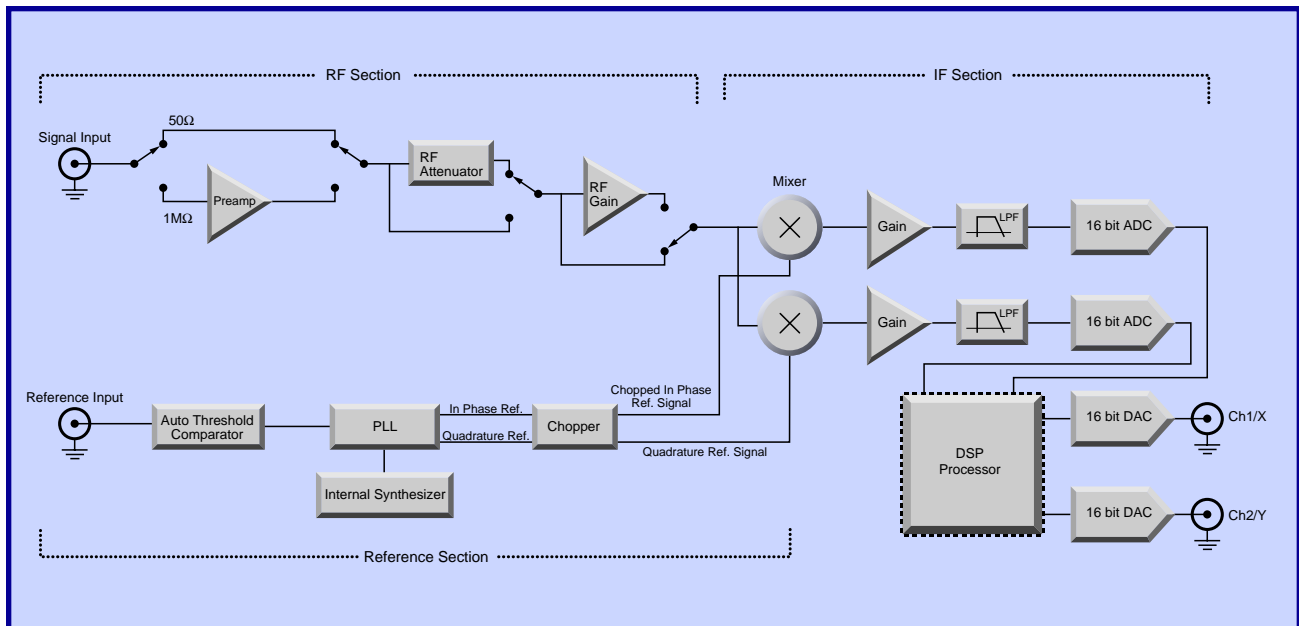 RF Section
IF Section
50Ω
Signal Input
RF
Attenuator
RF
Gain
Preamp
1MΩ
Mixer
Gain
LPF
16 bit ADC
Gain
LPF
16 bit ADC
Reference Input
Auto Threshold
Comparator
PLL
In Phase Ref.
Quadrature Ref.
Chopper
Chopped In Phase
Ref. Signal
Quadrature Ref. Signal
Internal Synthesizer
DSP
Processor
16 bit DAC
Ch1/X
16 bit DAC
Ch2/Y
Reference Section